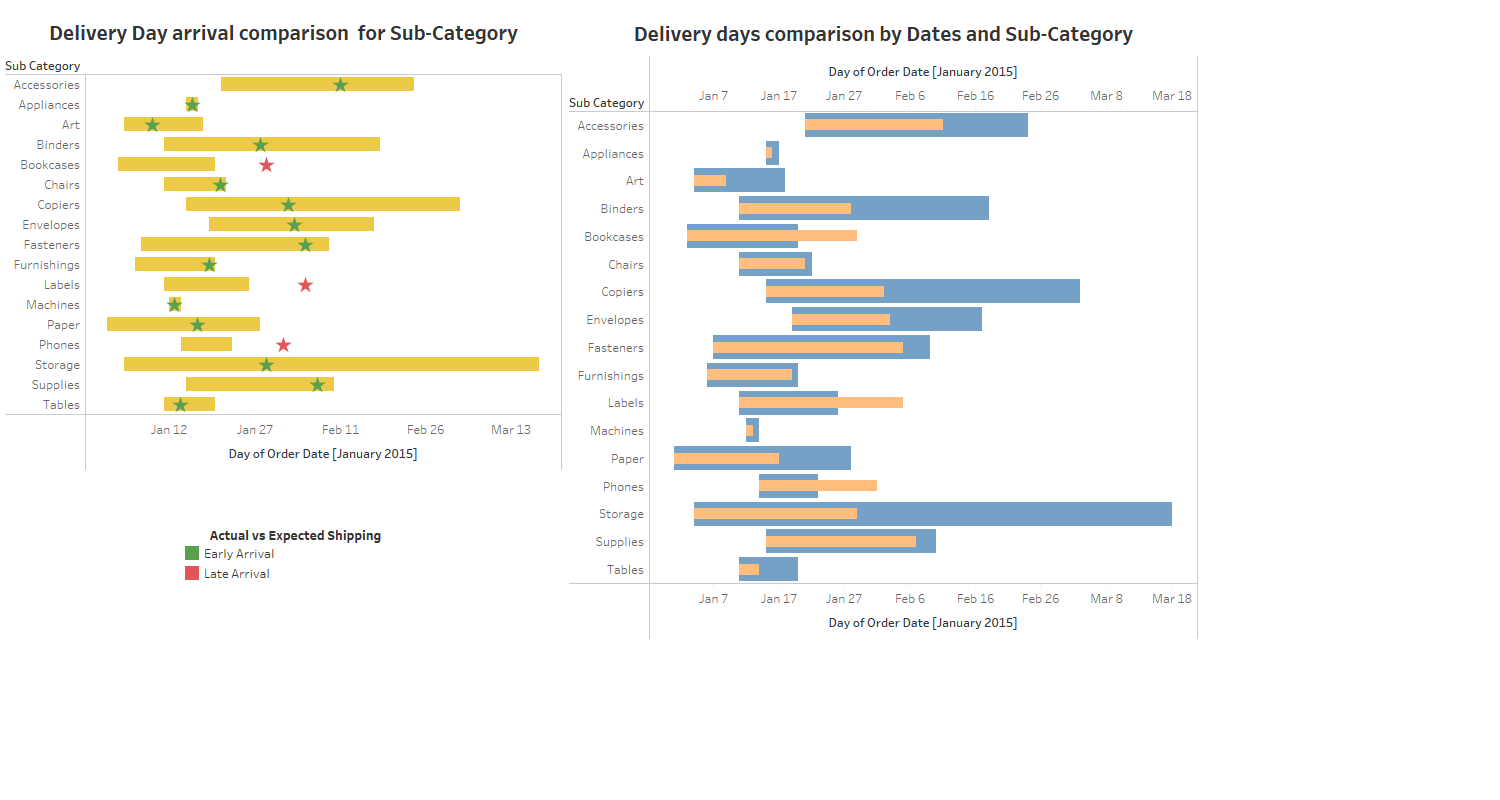 Delivery Day arrival comparison  for Sub-Category
Sub Category
Accessories
Appliances
Art
Binders
Bookcases
Chairs
Copiers
Envelopes
Fasteners
Furnishings
Labels
Machines
Paper
Phones
Storage
Supplies
Tables
Jan 12 Jan 27 Feb 11 Feb 26 Mar 13
Day of Order Date [January 2015]
Actual vs Expected Shipping
Early Arrival
Late Arrival
Delivery days comparison by Dates and Sub-Category
Day of Order Date [January 2015]
Jan 7 Jan 17 Jan 27 Feb 6 Feb 16 Feb 26 Mar 8 Mar 18
Sub Category
Accessories
Appliances
Art
Binders
Bookcases
Chairs
Copiers
Envelopes
Fasteners
Furnishings
Labels
Machines
Paper
Phones
Storage
Supplies
Tables
Jan 7 Jan 17 Jan 27 Feb 6 Feb 16 Feb 26 Mar 8 Mar 18
Day of Order Date [January 2015]